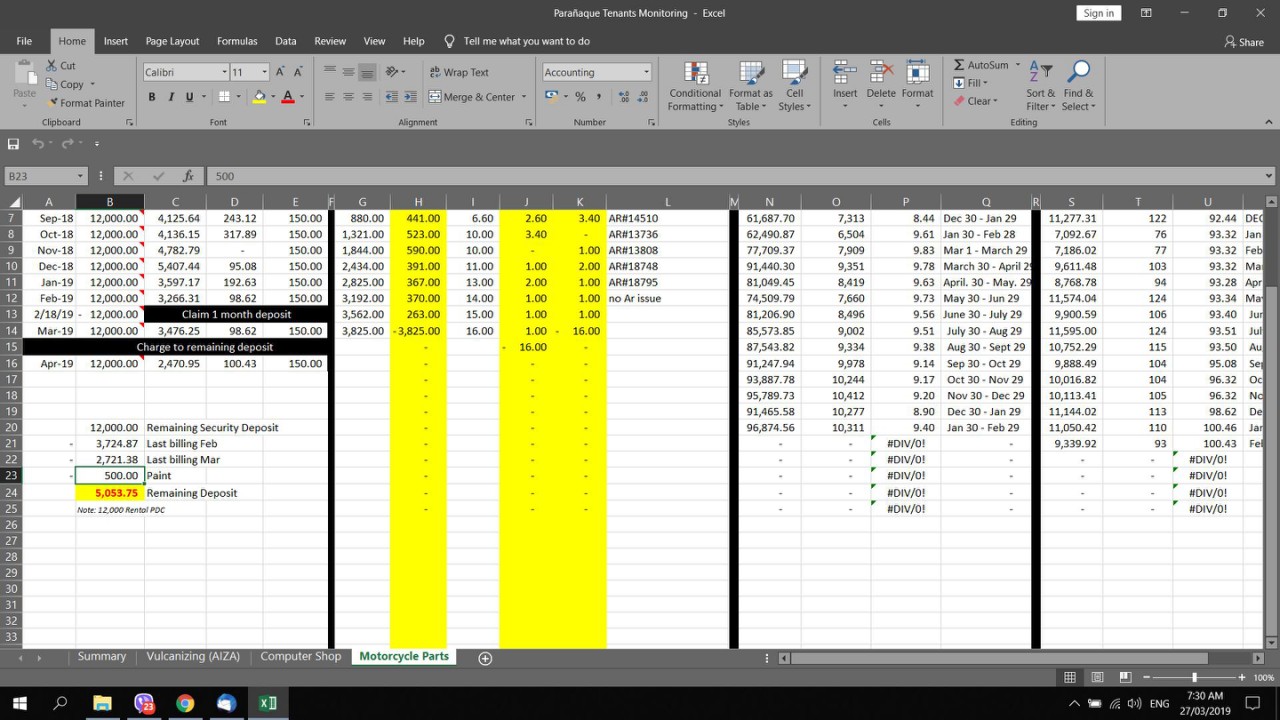 Parañaque Tenants Monitoring - Excel
Sign in
File Home Insert Page Layout Formulas Data Review View Help Tell me what you want to do Share
Paste
Cut
Copy
Format Painter
Calibri 11
B I U
Wrap Text
Merge & Center
Accounting
Conditional Formatting
Format as Table
Cell Styles
Insert Delete Format
AutoSum
Fill
Clear
Sort & Filter
Find & Select
Clipboard Font Alignment Number Styles Cells Editing
B23 fx 500
A B C D E F G H I J K L M N O P Q R S T U
7 Sep-18 12,000.00 4,125.64 243.12 150.00 880.00 441.00 6.60 2.60 3.40 AR#14510 61,687.70 7,313 8.44 Dec 30 - Jan 29 11,277.31 122 92.44 DEC
8 Oct-18 12,000.00 4,136.15 317.89 150.00 1,321.00 523.00 10.00 3.40 - AR#13736 62,490.87 6,504 9.61 Jan 30 - Feb 28 7,092.67 76 93.32 Jan
9 Nov-18 12,000.00 4,782.79 - 150.00 1,844.00 590.00 10.00 - 1.00 AR#13808 77,709.37 7,909 9.83 Mar 1 - March 29 7,186.02 77 93.32 Feb
10 Dec-18 12,000.00 5,407.44 95.08 150.00 2,434.00 391.00 11.00 1.00 2.00 AR#18748 91,440.30 9,351 9.78 March 30 - April 29 9,611.48 103 93.32 Mar
11 Jan-19 12,000.00 3,597.17 192.63 150.00 2,825.00 367.00 13.00 2.00 1.00 AR#18795 81,049.45 8,419 9.63 April. 30 - May. 29 8,768.78 94 93.28 Apr
12 Feb-19 12,000.00 3,266.31 98.62 150.00 3,192.00 370.00 14.00 1.00 1.00 no Ar issue 74,509.79 7,660 9.73 May 30 - Jun 29 11,574.04 124 93.34 Ma
13 2/18/19 - 12,000.00 Claim 1 month deposit 3,562.00 263.00 15.00 1.00 1.00 81,206.90 8,496 9.56 June 30 - July 29 9,900.59 106 93.40 Jun
14 Mar-19 12,000.00 3,476.25 98.62 150.00 3,825.00 -3,825.00 16.00 1.00 - 16.00 85,573.85 9,002 9.51 July 30 - Aug 29 11,595.00 124 93.51 July
15 Charge to remaining deposit - - 16.00 - 87,543.82 9,334 9.38 Aug 30 - Sept 29 10,752.29 115 93.50 Au
16 Apr-19 12,000.00 2,470.95 100.43 150.00 - - - 91,247.94 9,978 9.14 Sep 30 - Oct 29 9,888.49 104 95.08 Sep
17 - - - 93,887.78 10,244 9.17 Oct 30 - Nov 29 10,016.82 104 96.32 Oct
18 - - - 95,789.73 10,412 9.20 Nov 30 - Dec 29 10,113.41 105 96.32 No
19 - - - 91,465.58 10,277 8.90 Dec 30 - Jan 29 11,144.02 113 98.62 De
20 12,000.00 Remaining Security Deposit - - - 96,874.56 10,311 9.40 Jan 30 - Feb 29 11,050.42 110 100.46 Jan
21 - 3,724.87 Last billing Feb - - - - - #DIV/0! - 9,339.92 93 100.43 Fel
22 - 2,721.38 Last billing Mar - - - - - #DIV/0! - - - #DIV/0!
23 - 500.00 Paint - - - - - #DIV/0! - - - #DIV/0!
24 5,053.75 Remaining Deposit - - - - - #DIV/0! - - - #DIV/0!
25 Note: 12,000 Rental PDC - - - - - #DIV/0! - - - #DIV/0!
26
27
28
29
30
31
32
33
Summary Vulcanizing (AIZA) Computer Shop Motorcycle Parts
100%
23
ENG
7:30 AM
27/03/2019